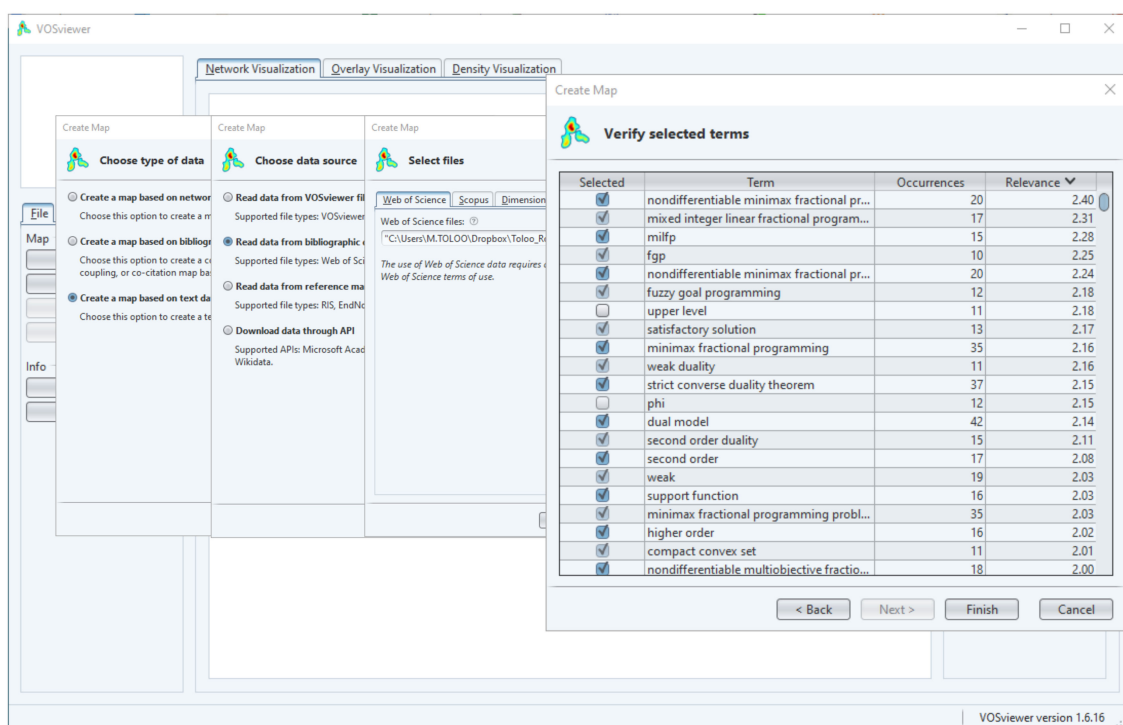 VOSviewer
Network Visualization Overlay Visualization Density Visualization
File
Map
Info
Create Map
Choose type of data
Create a map based on networ
Choose this option to create a m
Create a map based on bibliogr
Choose this option to create a co
coupling, or co-citation map ba
Create a map based on text da
Choose this option to create a te
Create Map
Choose data source
Read data from VOSviewer fil
Supported file types: VOSviewer
Read data from bibliographic
Supported file types: Web of Sci
Read data from reference ma
Supported file types: RIS, EndNo
Download data through API
Supported APIs: Microsoft Acad
Wikidata.
Create Map
Select files
Web of Science Scopus Dimension
Web of Science files:
"C:\Users\M.TOLOO\Dropbox\Toloo_Re
The use of Web of Science data requires
Web of Science terms of use.
Create Map
Verify selected terms
Selected Term Occurrences Relevance
nondifferentiable minimax fractional pr... 20 2.40
mixed integer linear fractional program... 17 2.31
milfp 15 2.28
fgp 10 2.25
nondifferentiable minimax fractional pr... 20 2.24
fuzzy goal programming 12 2.18
upper level 11 2.18
satisfactory solution 13 2.17
minimax fractional programming 35 2.16
weak duality 11 2.16
strict converse duality theorem 37 2.15
phi 12 2.15
dual model 42 2.14
second order duality 15 2.11
second order 17 2.08
weak 19 2.03
support function 16 2.03
minimax fractional programming probl... 35 2.03
higher order 16 2.02
compact convex set 11 2.01
nondifferentiable multiobjective fractio... 18 2.00
< Back Next > Finish Cancel
VOSviewer version 1.6.16